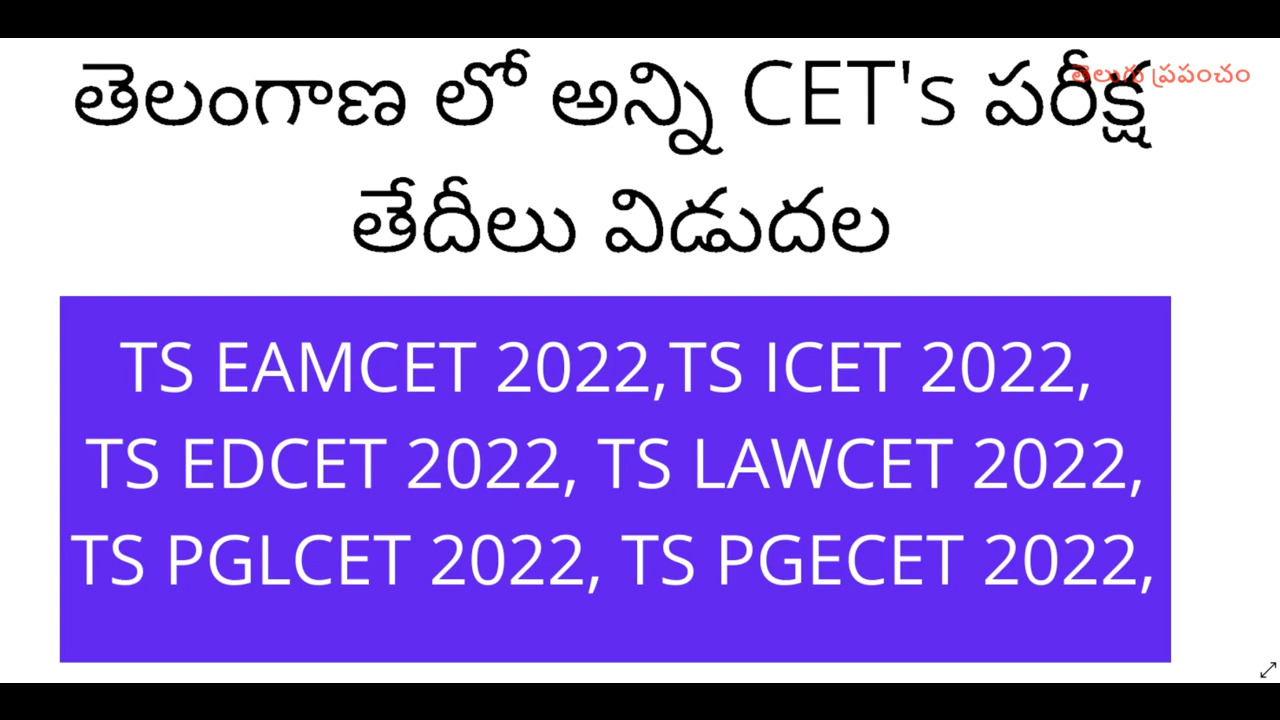 తెలంగాణ లో అన్ని CET's పరీక్ష
తెలుగు ప్రపంచం
తేదీలు విడుదల
TS EAMCET 2022,TS ICET 2022,
TS EDCET 2022, TS LAWCET 2022,
TS PGLCET 2022, TS PGECET 2022,